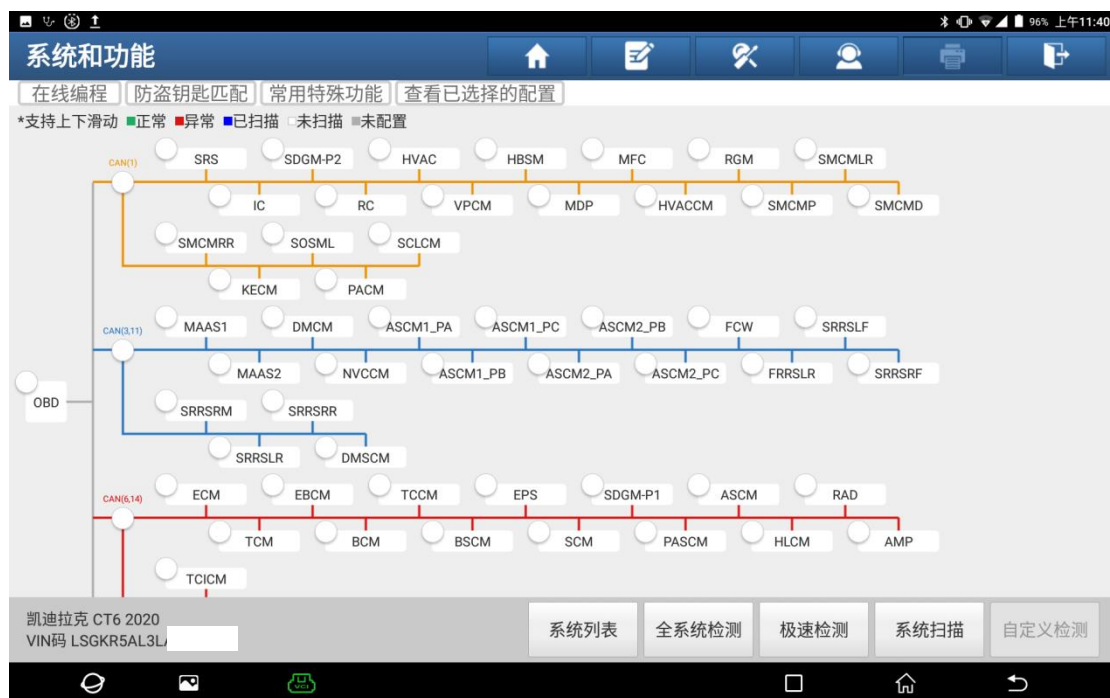 96% 上午11:40
系统和功能
在线编程 防盗钥匙匹配 常用特殊功能 查看已选择的配置
*支持上下滑动 正常 异常 已扫描 未扫描 未配置
CAN(1) SRS SDGM-P2 HVAC HBSM MFC RGM SMCMLR
IC RC VPCM MDP HVACCM SMCMP SMCMD
SMCMRR SOSML SCLCM
KECM PACM
CAN(3,11) MAAS1 DMCM ASCM1_PA ASCM1_PC ASCM2_PB FCW SRRSLF
MAAS2 NVCCM ASCM1_PB ASCM2_PA ASCM2_PC FRRSLR SRRSRF
OBD
SRRSRM SRRSRR
SRRSLR DMSCM
CAN(6,14) ECM EBCM TCCM EPS SDGM-P1 ASCM RAD
TCM BCM BSCM SCM PASCM HLCM AMP
TCICM
凯迪拉克 CT6 2020
VIN码 LSGKR5AL3L
系统列表 全系统检测 极速检测 系统扫描 自定义检测
VCI